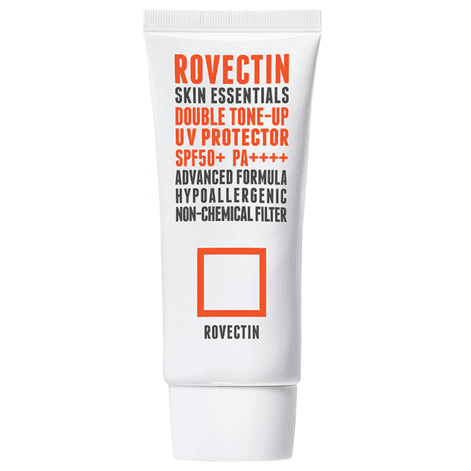 ROVECTIN
SKIN ESSENTIALS
DOUBLE TONE-UP
UV PROTECTOR
SPF50+ PA++++
ADVANCED FORMULA
HYPOALLERGENIC
NON-CHEMICAL FILTER
ROVECTIN